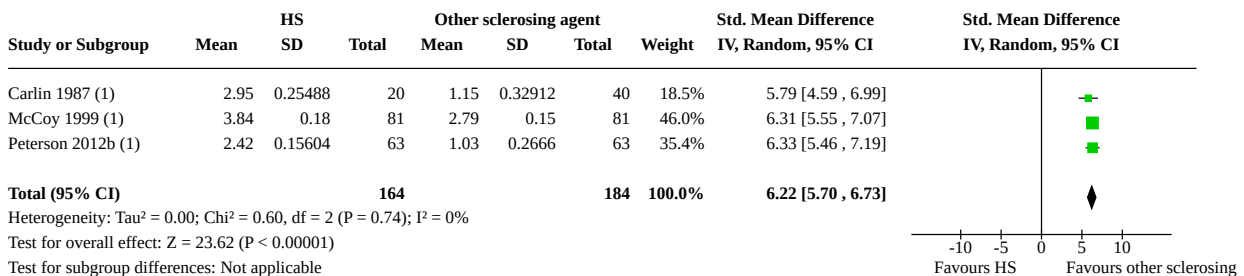 HS Other sclerosing agent Std. Mean Difference Std. Mean Difference
Study or Subgroup Mean SD Total Mean SD Total Weight IV, Random, 95% CI IV, Random, 95% CI
Carlin 1987 (1) 2.95 0.25488 20 1.15 0.32912 40 18.5% 5.79 [4.59 , 6.99]
McCoy 1999 (1) 3.84 0.18 81 2.79 0.15 81 46.0% 6.31 [5.55 , 7.07]
Peterson 2012b (1) 2.42 0.15604 63 1.03 0.2666 63 35.4% 6.33 [5.46 , 7.19]
Total (95% CI) 164 184 100.0% 6.22 [5.70 , 6.73]
Heterogeneity: Tau² = 0.00; Chi² = 0.60, df = 2 (P = 0.74); I² = 0%
Test for overall effect: Z = 23.62 (P < 0.00001)
-10 -5 0 5 10
Test for subgroup differences: Not applicable Favours HS Favours other sclerosing